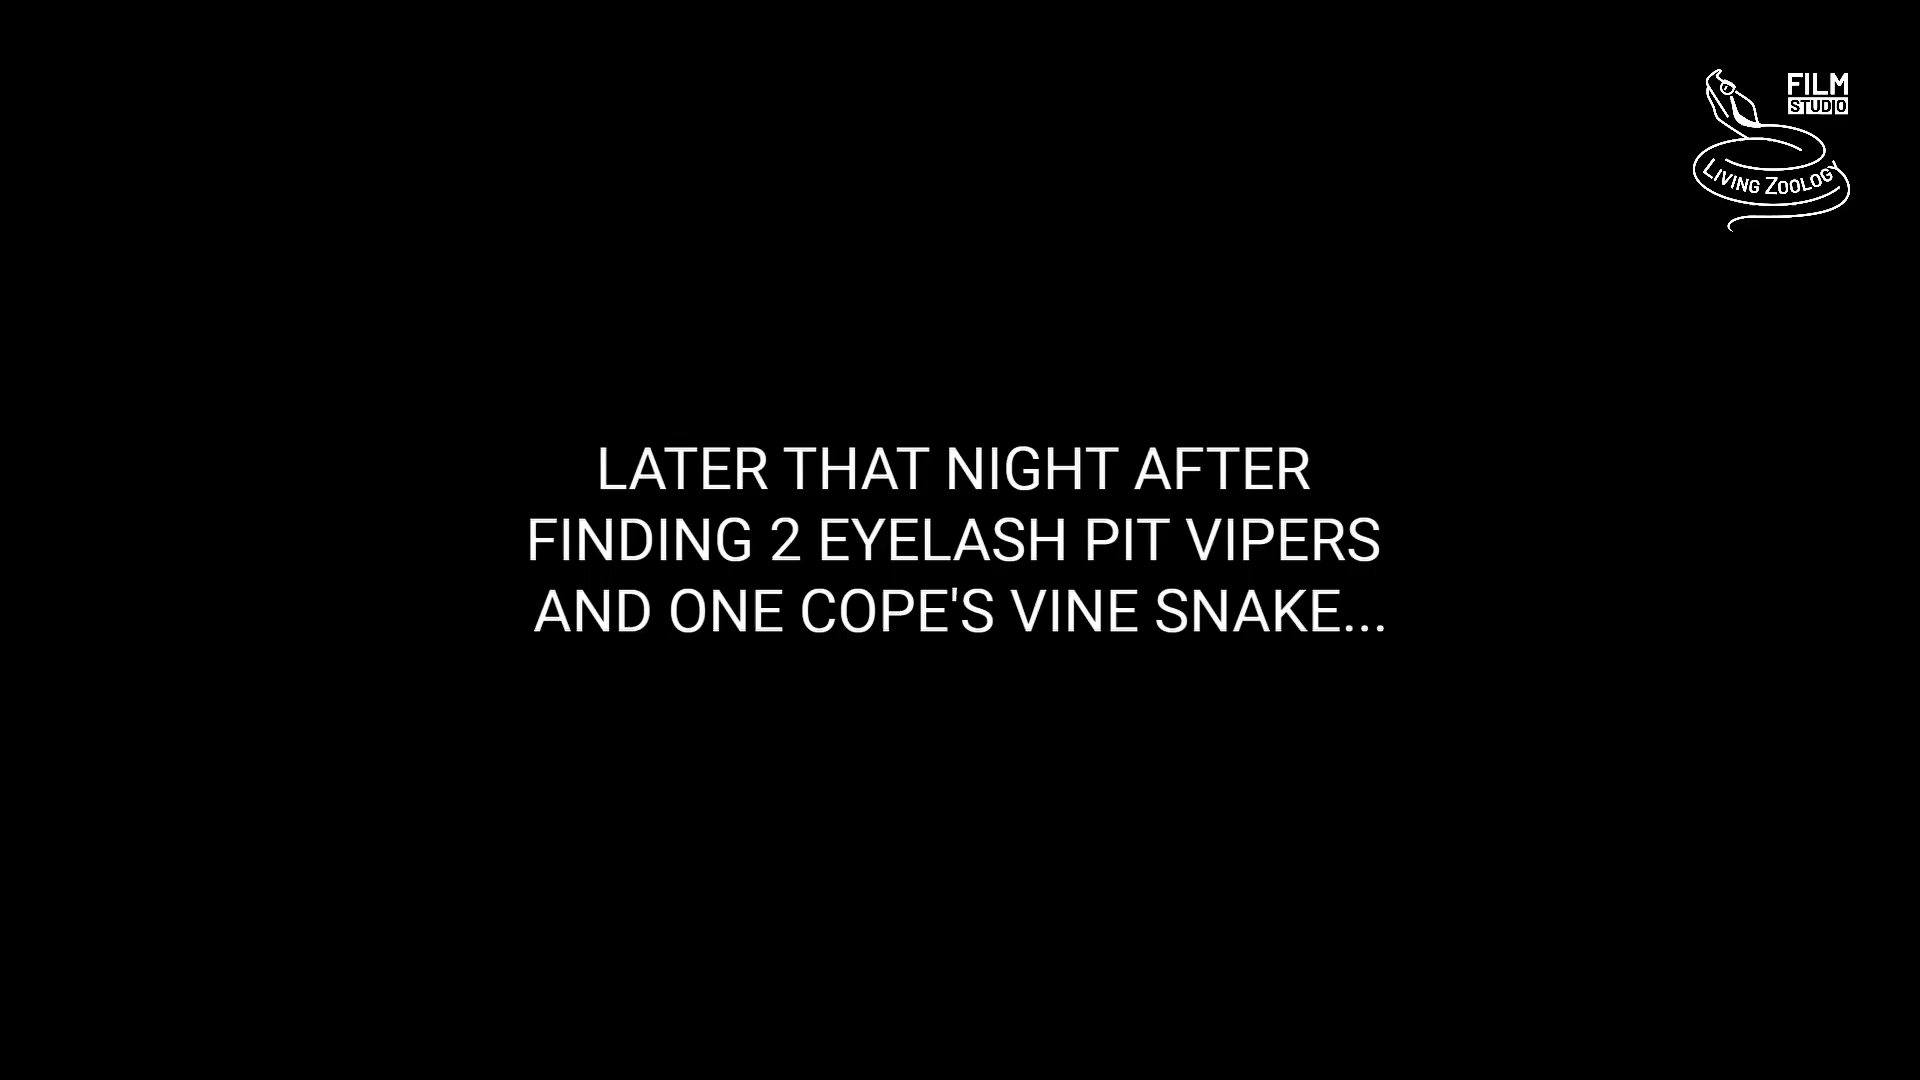 FILM
STUDIO
LIVING ZOOLOGY
LATER THAT NIGHT AFTER
FINDING 2 EYELASH PIT VIPERS
AND ONE COPE'S VINE SNAKE...